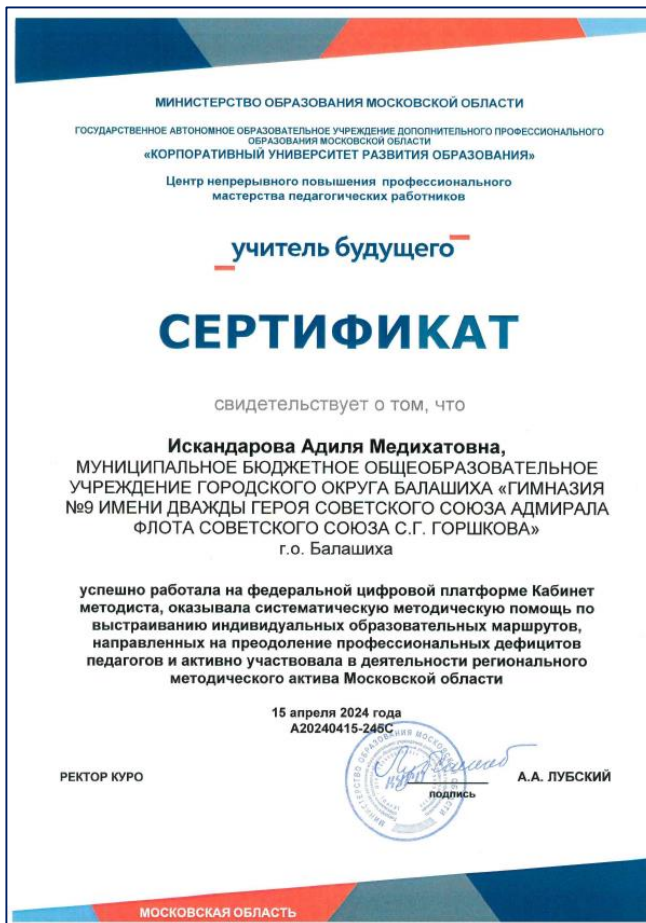 МИНИСТЕРСТВО ОБРАЗОВАНИЯ МОСКОВСКОЙ ОБЛАСТИ
ГОСУДАРСТВЕННОЕ АВТОНОМНОЕ ОБРАЗОВАТЕЛЬНОЕ УЧРЕЖДЕНИЕ ДОПОЛНИТЕЛЬНОГО ПРОФЕССИОНАЛЬНОГО
ОБРАЗОВАНИЯ МОСКОВСКОЙ ОБЛАСТИ
«КОРПОРАТИВНЫЙ УНИВЕРСИТЕТ РАЗВИТИЯ ОБРАЗОВАНИЯ»
Центр непрерывного повышения профессионального
мастерства педагогических работников
учитель будущего
СЕРТИФИКАТ
свидетельствует о том, что
Искандарова Адиля Медихатовна,
МУНИЦИПАЛЬНОЕ БЮДЖЕТНОЕ ОБЩЕОБРАЗОВАТЕЛЬНОЕ
УЧРЕЖДЕНИЕ ГОРОДСКОГО ОКРУГА БАЛАШИХА «ГИМНАЗИЯ
№9 ИМЕНИ ДВАЖДЫ ГЕРОЯ СОВЕТСКОГО СОЮЗА АДМИРАЛА
ФЛОТА СОВЕТСКОГО СОЮЗА С.Г. ГОРШКОВА»
г.о. Балашиха
успешно работала на федеральной цифровой платформе Кабинет
методиста, оказывала систематическую методическую помощь по
выстраиванию индивидуальных образовательных маршрутов,
направленных на преодоление профессиональных дефицитов
педагогов и активно участвовала в деятельности регионального
методического актива Московской области
15 апреля 2024 года
А20240415-245С
РЕКТОР КУРО
подпись
А.А. ЛУБСКИЙ
МИНИСТЕРСТВО ОБРАЗОВАНИЯ МОСКОВСКОЙ ОБЛАСТИ
МОСКОВСКАЯ ОБЛАСТЬ